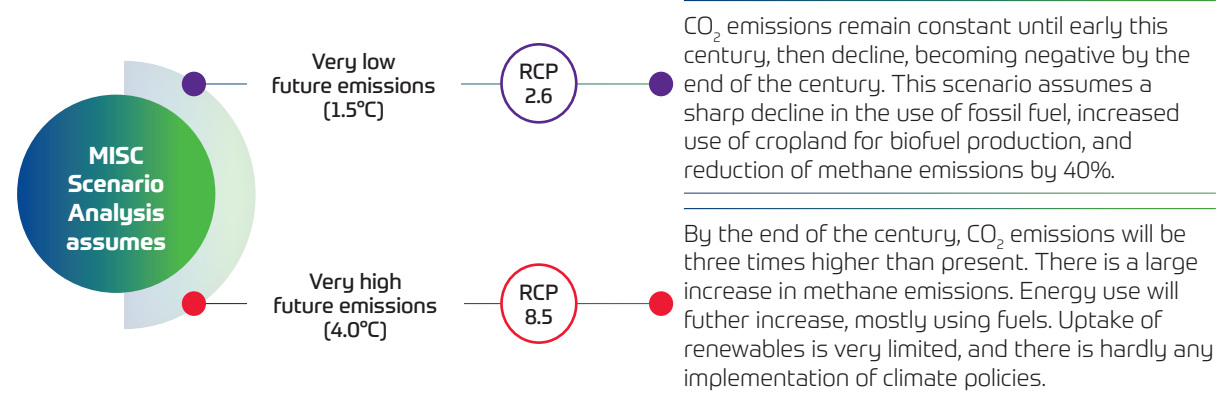 MISC
Scenario
Analysis
assumes
Very low
future emissions
(1.5°C)
RCP
2.6
CO₂ emissions remain constant until early this
century, then decline, becoming negative by the
end of the century. This scenario assumes a
sharp decline in the use of fossil fuel, increased
use of cropland for biofuel production, and
reduction of methane emissions by 40%.
Very high
future emissions
(4.0°C)
RCP
8.5
By the end of the century, CO₂ emissions will be
three times higher than present. There is a large
increase in methane emissions. Energy use will
futher increase, mostly using fuels. Uptake of
renewables is very limited, and there is hardly any
implementation of climate policies.